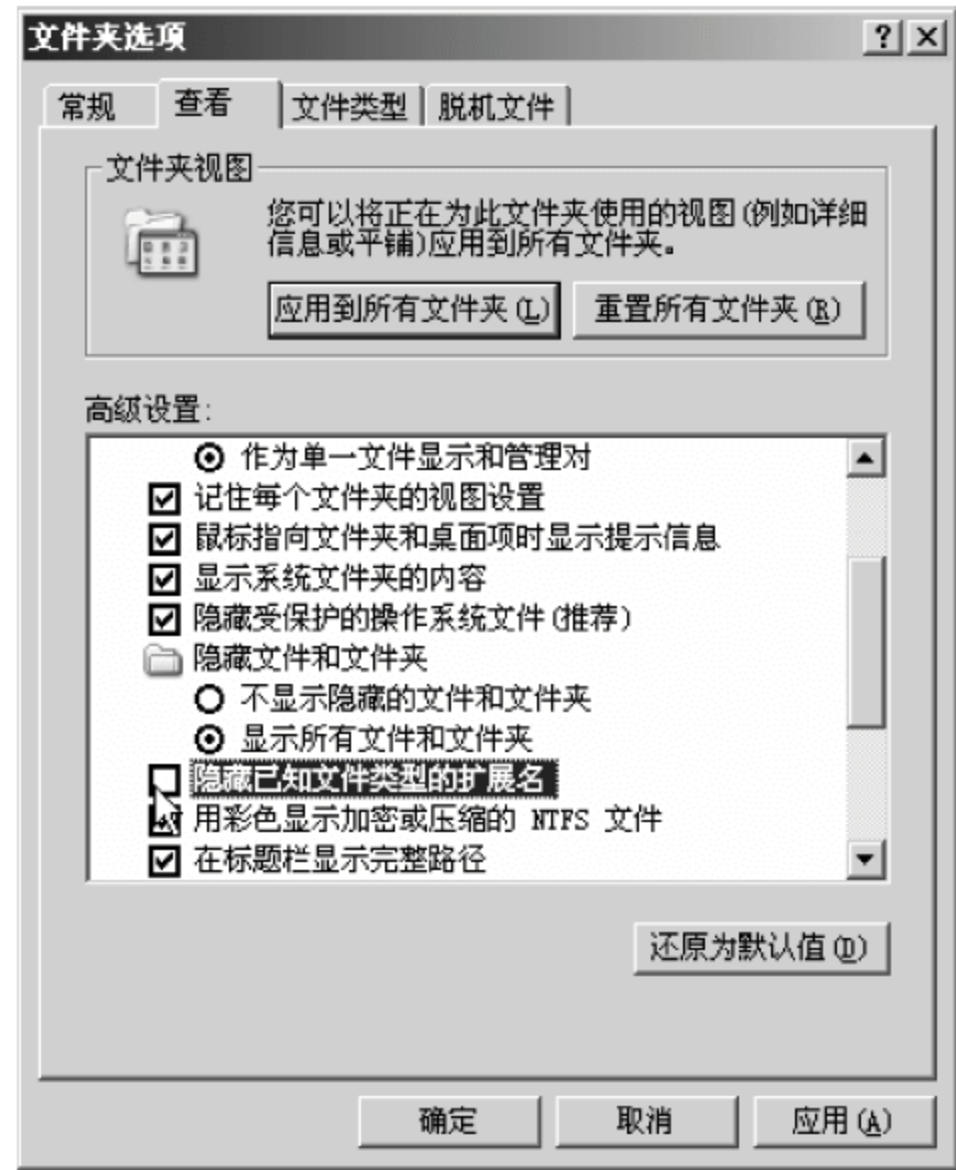 文件夹选项
常规 查看 文件类型 脱机文件
文件夹视图
您可以将正在为此文件夹使用的视图(例如详细
信息或平铺)应用到所有文件夹。
应用到所有文件夹(L) 重置所有文件夹(R)
高级设置:
作为单一文件显示和管理对
记住每个文件夹的视图设置
鼠标指向文件夹和桌面项时显示提示信息
显示系统文件夹的内容
隐藏受保护的操作系统文件(推荐)
隐藏文件和文件夹
不显示隐藏的文件和文件夹
显示所有文件和文件夹
隐藏已知文件类型的扩展名
用彩色显示加密或压缩的 NTFS 文件
在标题栏显示完整路径
还原为默认值(D)
确定 取消 应用(A)